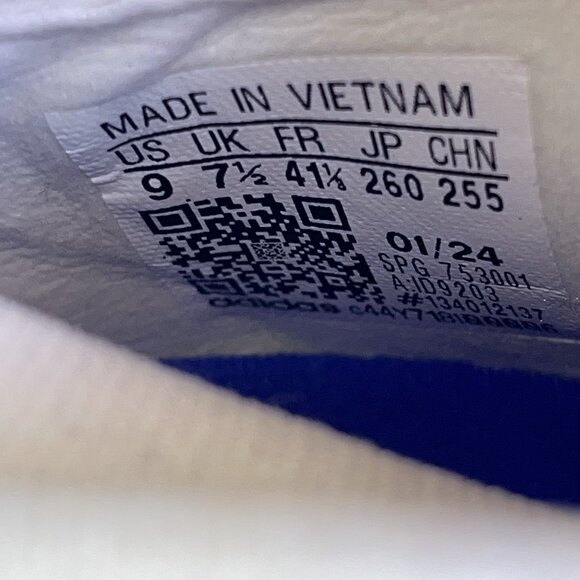 MADE IN VIETNAM
US UK FR JP CHN
9 7½ 41⅓ 260 255
01/24
SPG 753001
A:ID9203
#134012137
adidas